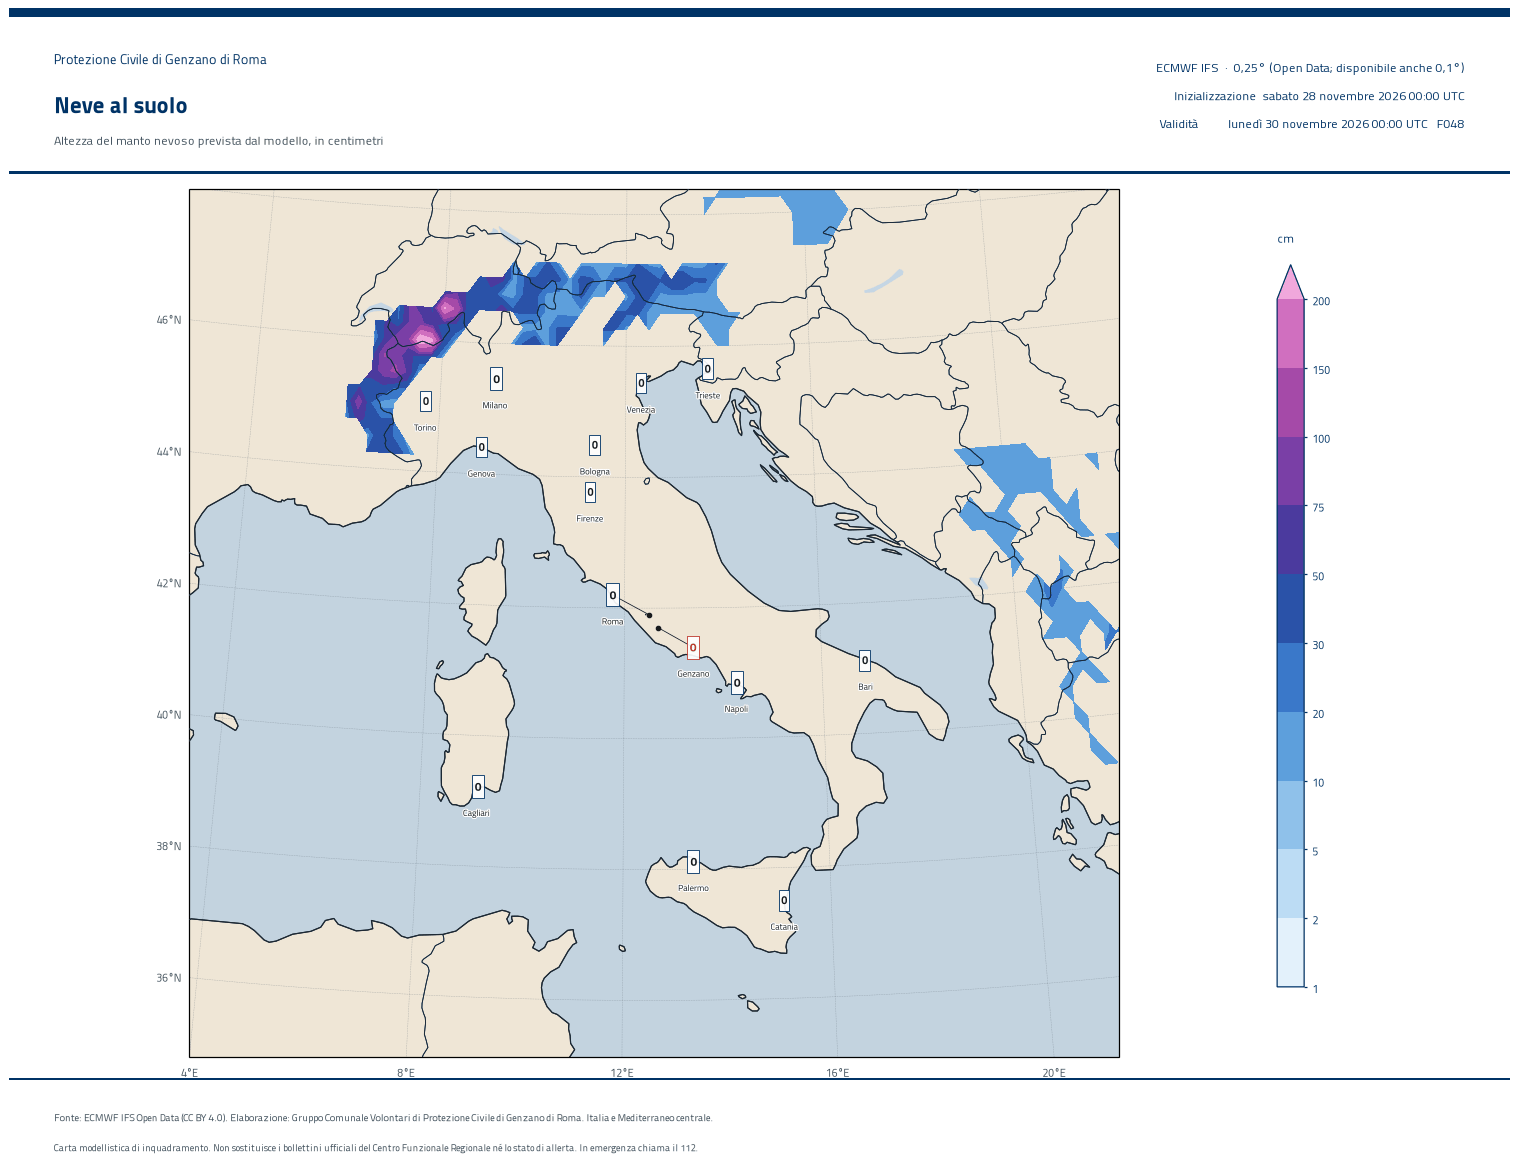 Protezione Civile di Genzano di Roma
Neve al suolo
Altezza del manto nevoso prevista dal modello, in centimetri
ECMWF IFS · 0,25° (Open Data; disponibile anche 0,1°)
Inizializzazione sabato 28 novembre 2026 00:00 UTC
Validità lunedì 30 novembre 2026 00:00 UTC F048
cm
200
150
100
75
50
30
20
10
5
2
1
46°N
44°N
42°N
40°N
38°N
36°N
4°E
8°E
12°E
16°E
20°E
0
Trieste
0
Milano
0
Venezia
0
Torino
0
Genova
0
Bologna
0
Firenze
0
Roma
0
Genzano
0
Napoli
0
Bari
0
Cagliari
0
Palermo
0
Catania
Fonte: ECMWF IFS Open Data (CC BY 4.0). Elaborazione: Gruppo Comunale Volontari di Protezione Civile di Genzano di Roma. Italia e Mediterraneo centrale.
Carta modellistica di inquadramento. Non sostituisce i bollettini ufficiali del Centro Funzionale Regionale né lo stato di allerta. In emergenza chiama il 112.